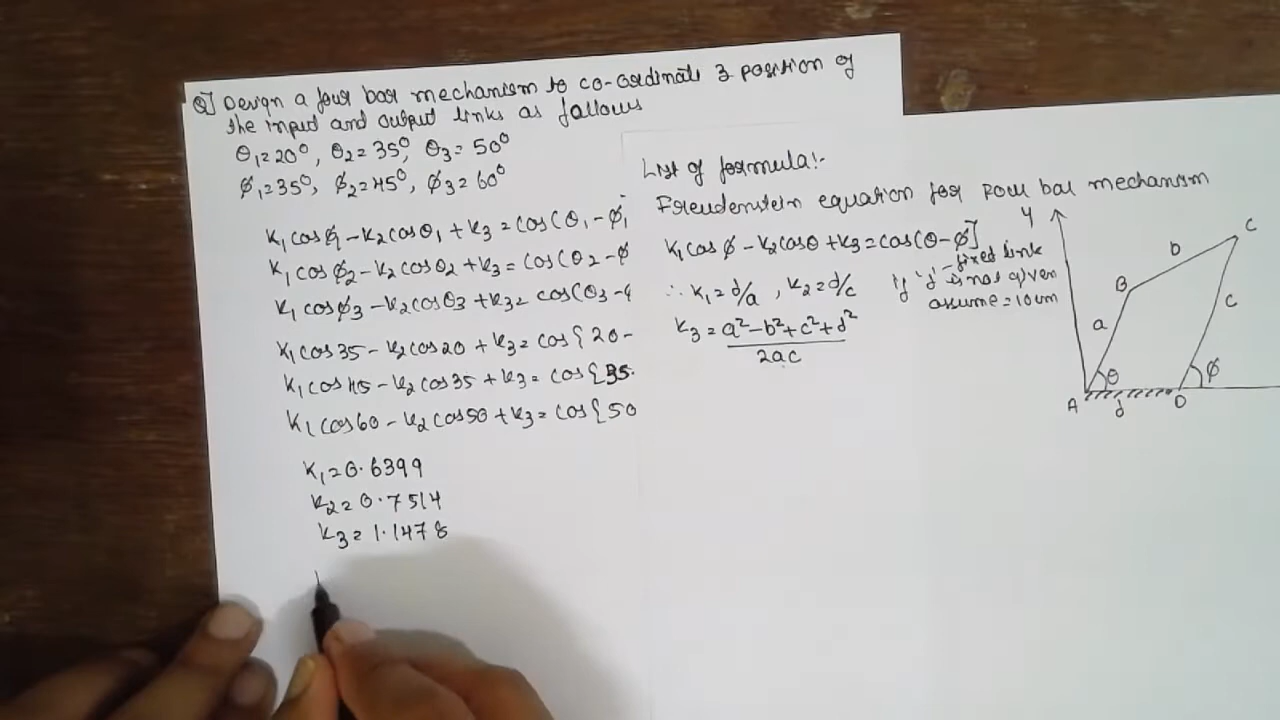 Q] Design a four bar mechanism to co-ordinate 3 position of
the input and output links as follows
θ₁=20°, θ₂=35°, θ₃=50°
φ₁=35°, φ₂=45°, φ₃=60°
K₁cosφ₁-K₂cosθ₁+K₃=cos(θ₁-φ₁
K₁cosφ₂-K₂cosθ₂+K₃=cos(θ₂-φ
K₁cosφ₃-K₂cosθ₃+K₃=cos(θ₃-φ
K₁cos35-K₂cos20+K₃=cos{20-
K₁cos45-K₂cos35+K₃=cos{35-
K₁cos60-K₂cos50+K₃=cos{50
K₁=0.6399
K₂=0.7514
K₃=1.1478
List of formula:-
Freudenstein equation for Four bar mechanism
K₁cosφ-K₂cosθ+K₃=cos(θ-φ]
∴ K₁=d/a, K₂=d/c
K₃=a²-b²+c²+d²
2ac
if 'd'-fixed link
is not given
assume=10cm
Y
C
b
B
c
a
θ
φ
A
d
D